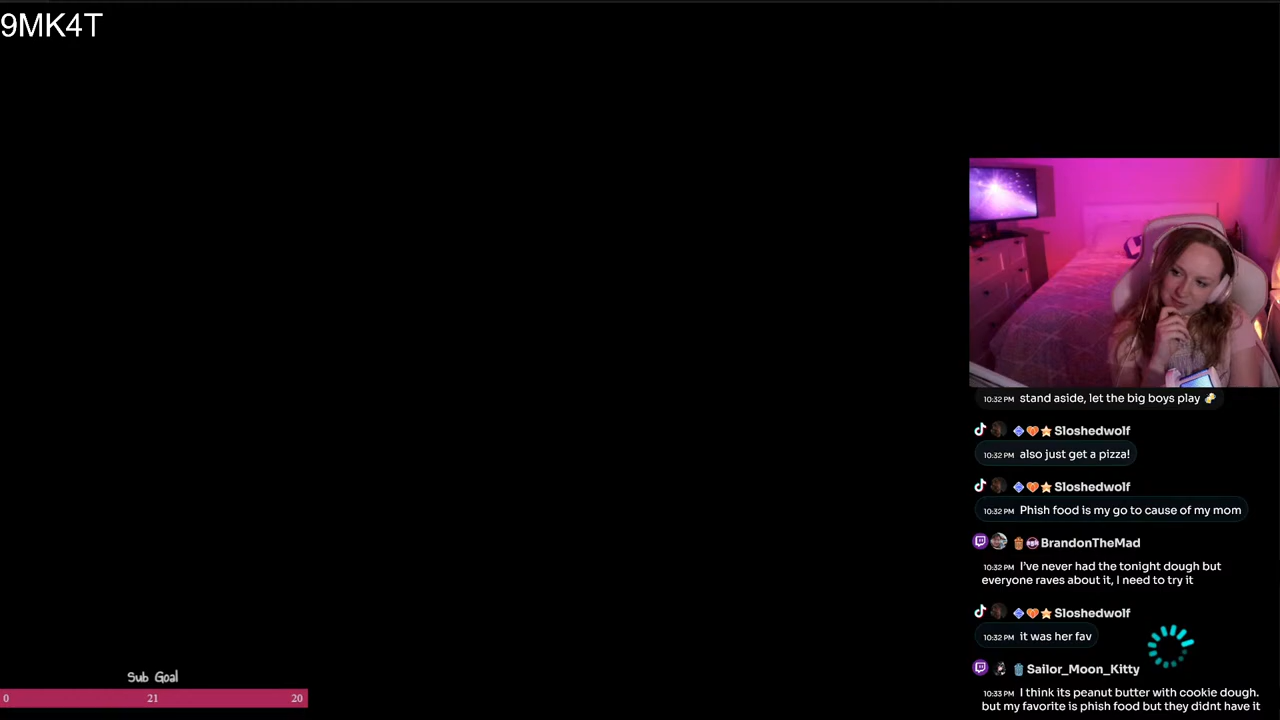 9MK4T
10:32 PM stand aside, let the big boys play
Sloshedwolf
10:32 PM also just get a pizza!
Sloshedwolf
10:32 PM Phish food is my go to cause of my mom
BrandonTheMad
10:32 PM I've never had the tonight dough but
everyone raves about it, I need to try it
Sloshedwolf
10:32 PM it was her fav
Sailor_Moon_Kitty
10:33 PM I think its peanut butter with cookie dough.
but my favorite is phish food but they didnt have it
Sub Goal
0 21 20